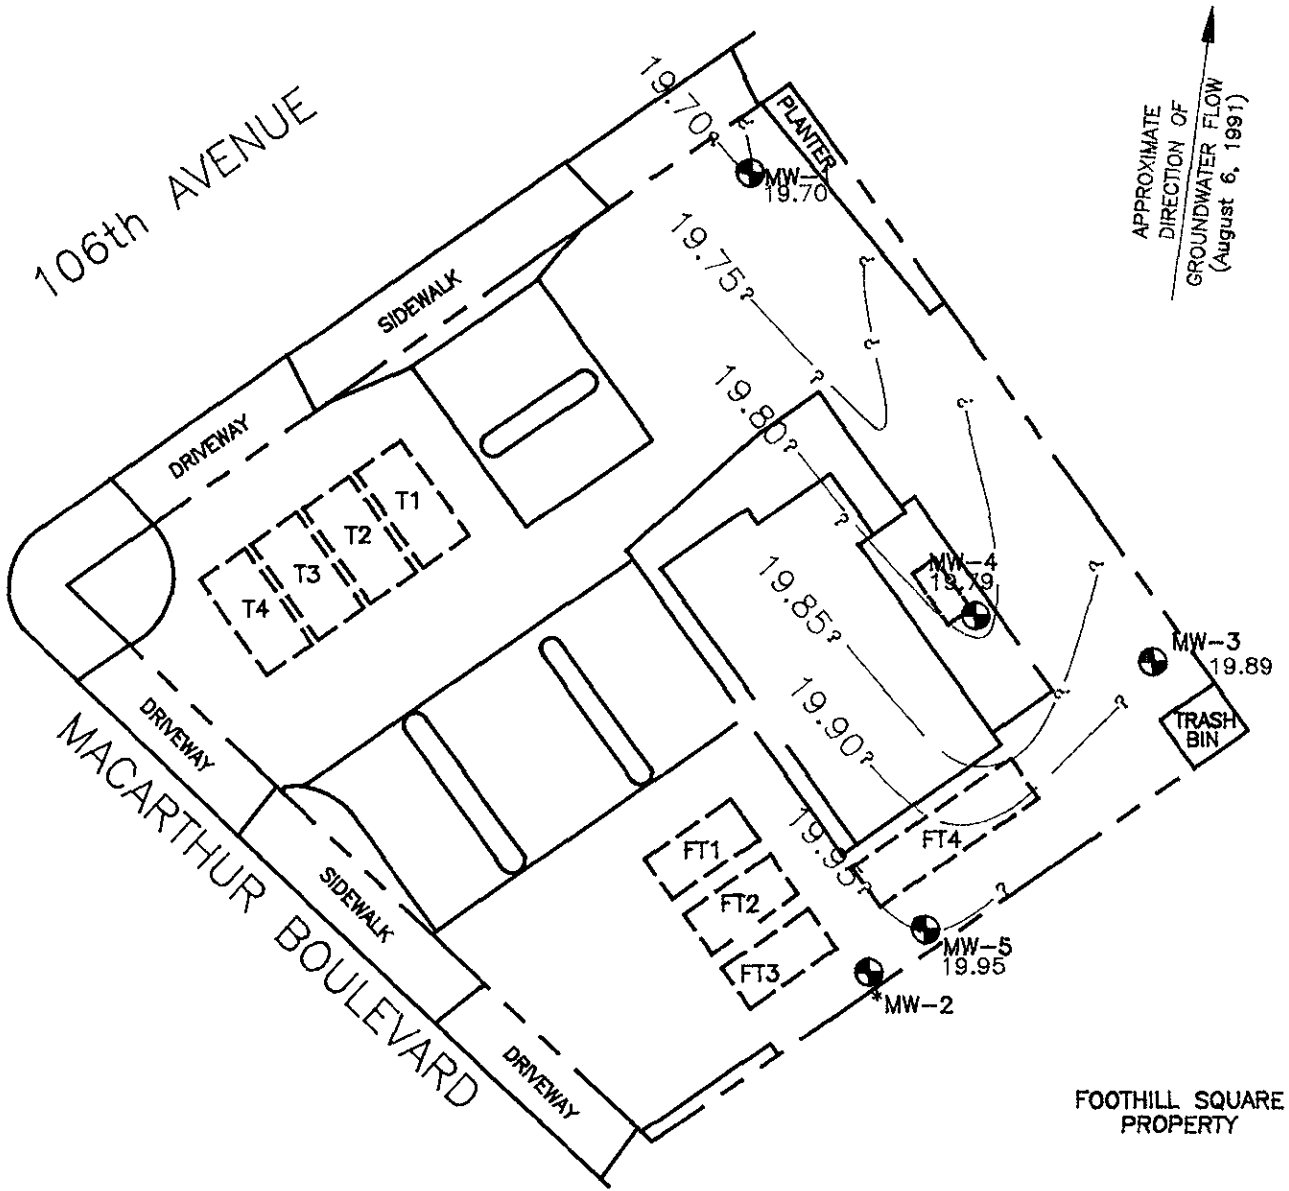 106th AVENUE
19.70?
?
PLANTER
MW-1
19.70
APPROXIMATE
DIRECTION OF
GROUNDWATER FLOW
(August 6, 1991)
SIDEWALK
19.75?
?
?
?
DRIVEWAY
19.80?
?
?
T1
T2
T3
T4
MW-4
19.79
19.85?
?
?
MW-3
19.89
DRIVEWAY
19.90?
?
TRASH
BIN
MACARTHUR BOULEVARD
19.95?
?
FT1
FT2
FT3
FT4
SIDEWALK
MW-5
19.95
*MW-2
DRIVEWAY
FOOTHILL SQUARE
PROPERTY